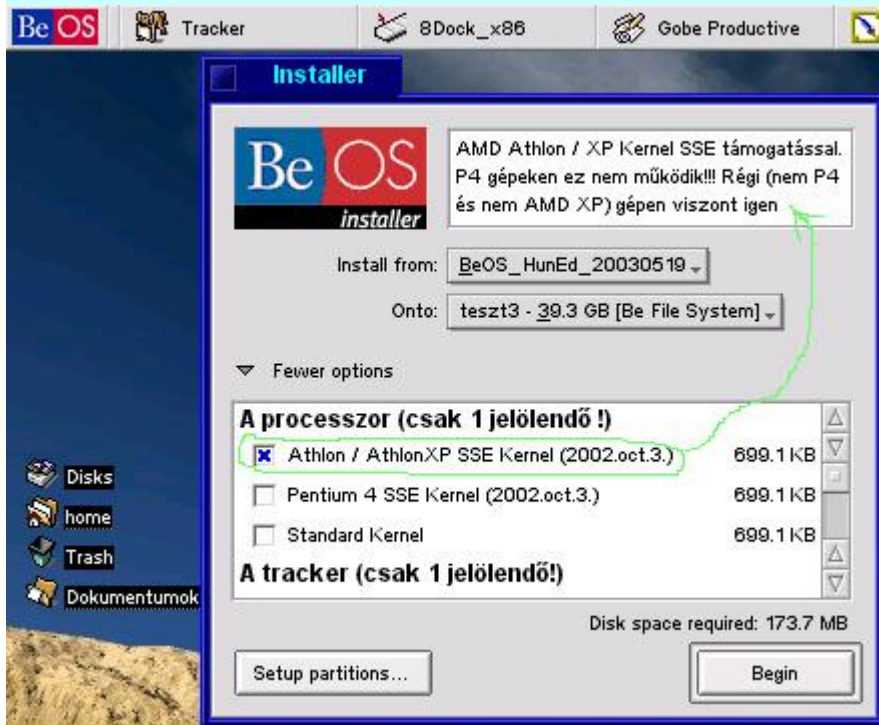 Be OS
Tracker
8Dock_x86
Gobe Productive
Installer
Be OS
installer
AMD Athlon / XP Kernel SSE támogatással.
P4 gépeken ez nem működik!!! Régi (nem P4
és nem AMD XP) gépen viszont igen
Install from: BeOS_HunEd_20030519
Onto: teszt3 - 39.3 GB [Be File System]
Fewer options
A processzor (csak 1 jelölendő !)
Athlon / AthlonXP SSE Kernel (2002.oct.3.) 699.1 KB
Pentium 4 SSE Kernel (2002.oct.3.) 699.1 KB
Standard Kernel 699.1 KB
A tracker (csak 1 jelölendő!)
Disk space required: 173.7 MB
Setup partitions...
Begin
Disks
home
Trash
Dokumentumok